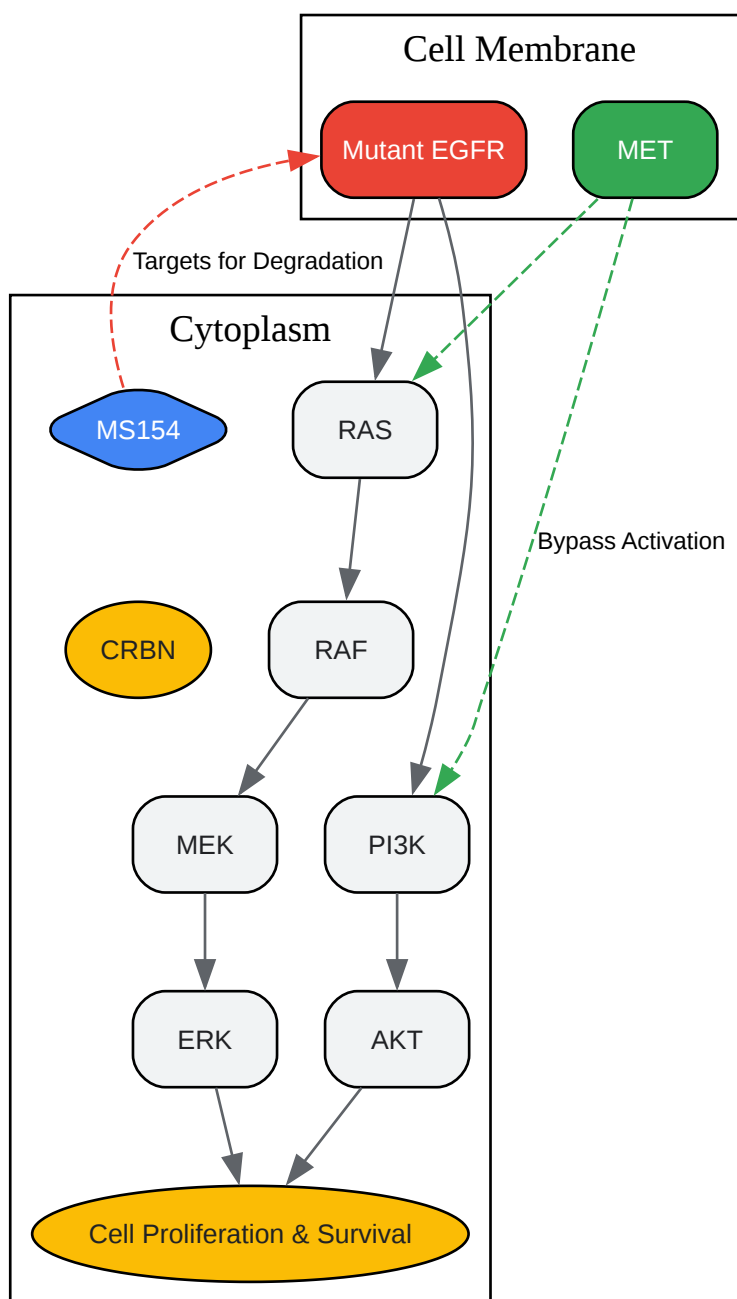 Cell Membrane
Mutant EGFR
MET
Targets for Degradation
Cytoplasm
MS154
RAS
Bypass Activation
CRBN
RAF
MEK
PI3K
ERK
AKT
Cell Proliferation & Survival